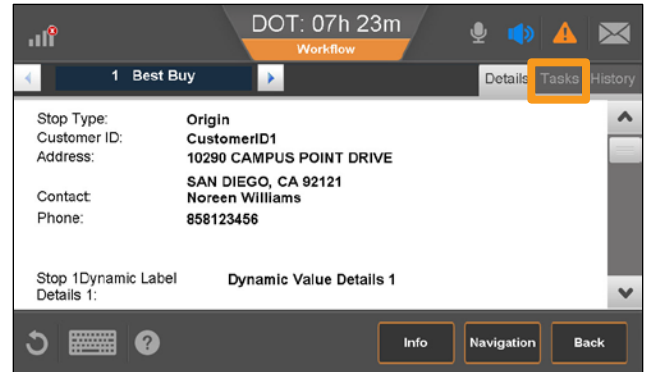 DOT: 07h 23m
Workflow
1 Best Buy
Details Tasks History
Stop Type: Origin
Customer ID: CustomerID1
Address: 10290 CAMPUS POINT DRIVE
SAN DIEGO, CA 92121
Contact: Noreen Williams
Phone: 858123456
Stop 1Dynamic Label Dynamic Value Details 1
Details 1:
?
Info Navigation Back